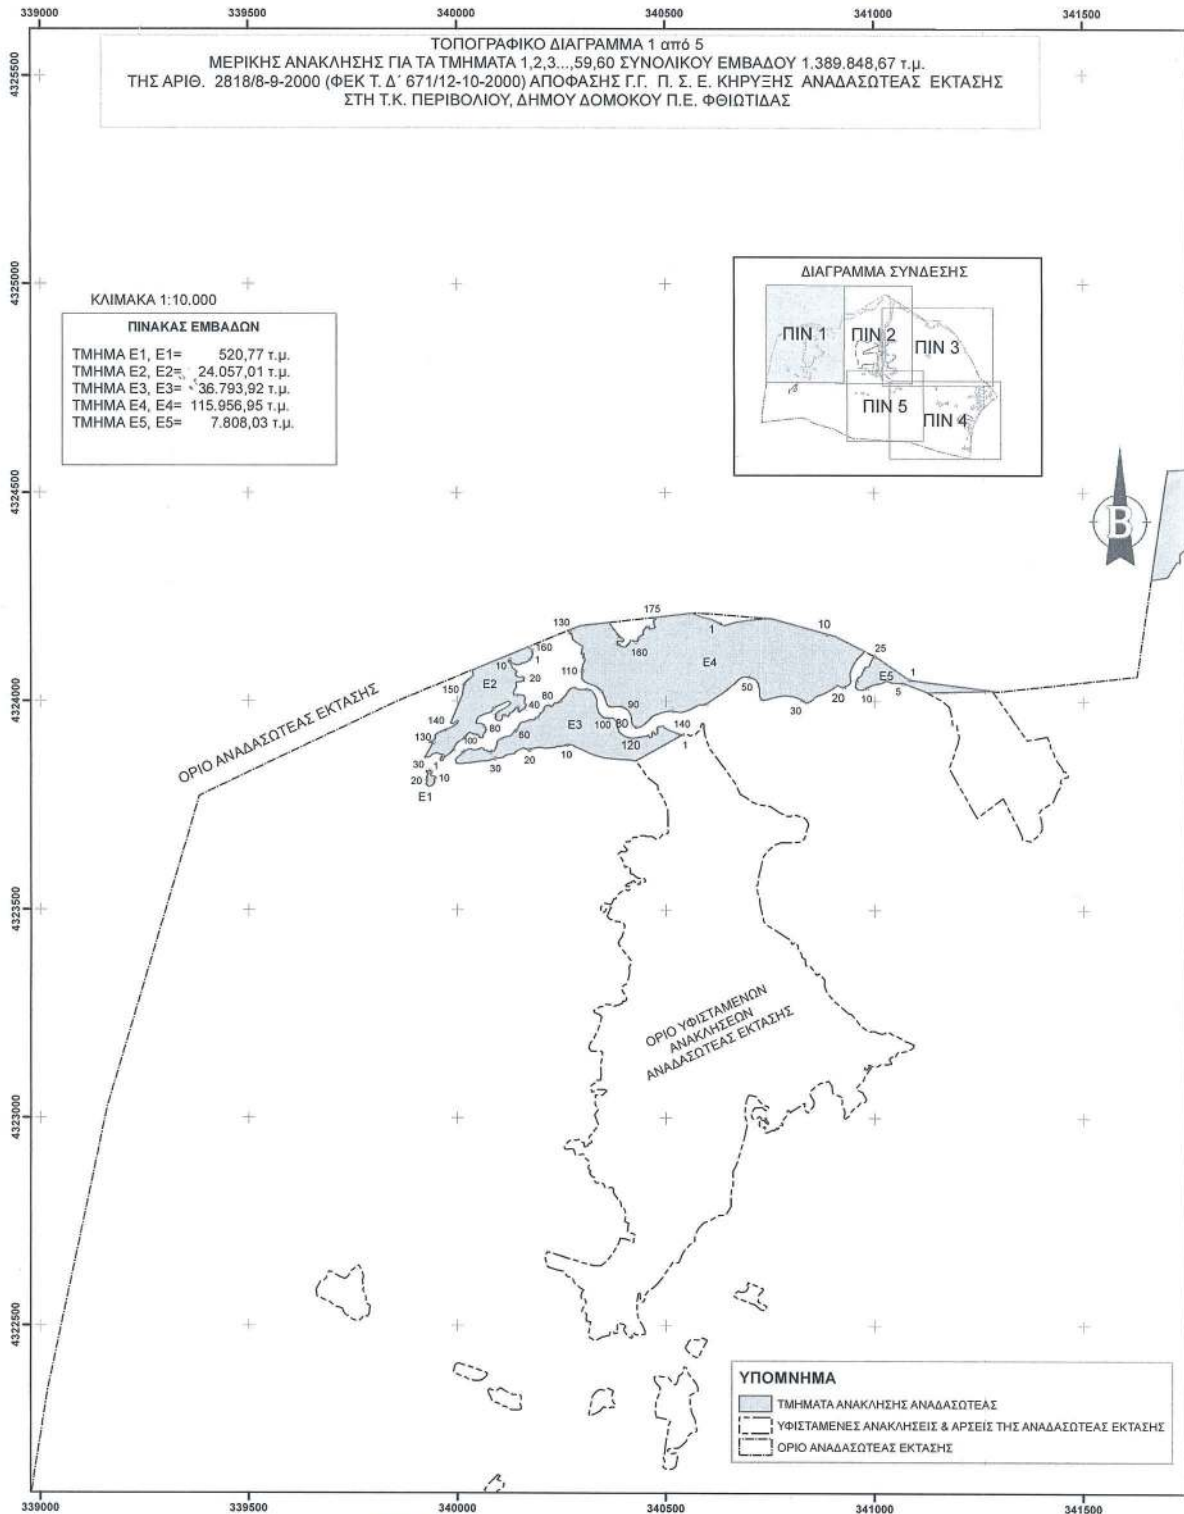 339000 339500 340000 340500 341000 341500
ΤΟΠΟΓΡΑΦΙΚΟ ΔΙΑΓΡΑΜΜΑ 1 από 5
ΜΕΡΙΚΗΣ ΑΝΑΚΛΗΣΗΣ ΓΙΑ ΤΑ ΤΜΗΜΑΤΑ 1,2,3...,59,60 ΣΥΝΟΛΙΚΟΥ ΕΜΒΑΔΟΥ 1.389.848,67 τ.μ.
ΤΗΣ ΑΡΙΘ. 2818/8-9-2000 (ΦΕΚ Τ. Δ΄ 671/12-10-2000) ΑΠΟΦΑΣΗΣ Γ.Γ. Π. Σ. Ε. ΚΗΡΥΞΗΣ ΑΝΑΔΑΣΩΤΕΑΣ ΕΚΤΑΣΗΣ
ΣΤΗ Τ.Κ. ΠΕΡΙΒΟΛΙΟΥ, ΔΗΜΟΥ ΔΟΜΟΚΟΥ Π.Ε. ΦΘΙΩΤΙΔΑΣ
4325500
4325000
4324500
4324000
4323500
4323000
4322500
ΚΛΙΜΑΚΑ 1:10.000
ΠΙΝΑΚΑΣ ΕΜΒΑΔΩΝ
ΤΜΗΜΑ Ε1, Ε1= 520,77 τ.μ.
ΤΜΗΜΑ Ε2, Ε2= 24.057,01 τ.μ.
ΤΜΗΜΑ Ε3, Ε3= 36.793,92 τ.μ.
ΤΜΗΜΑ Ε4, Ε4= 115.956,95 τ.μ.
ΤΜΗΜΑ Ε5, Ε5= 7.808,03 τ.μ.
ΔΙΑΓΡΑΜΜΑ ΣΥΝΔΕΣΗΣ
ΠΙΝ 1
ΠΙΝ 2
ΠΙΝ 3
ΠΙΝ 5
ΠΙΝ 4
Β
175
130
1
10
160
160
25
10
1
110
Ε4
1
Ε2
20
Ε5
150
80
50
10
5
40
90
20
30
140
Ε3
100
80
140
80
60
130
100
120
1
30
1
10
30
20
10
Ε1
ΟΡΙΟ ΑΝΑΔΑΣΩΤΕΑΣ ΕΚΤΑΣΗΣ
ΟΡΙΟ ΥΦΙΣΤΑΜΕΝΩΝ
ΑΝΑΚΛΗΣΕΩΝ
ΑΝΑΔΑΣΩΤΕΑΣ ΕΚΤΑΣΗΣ
ΥΠΟΜΝΗΜΑ
ΤΜΗΜΑΤΑ ΑΝΑΚΛΗΣΗΣ ΑΝΑΔΑΣΩΤΕΑΣ
ΥΦΙΣΤΑΜΕΝΕΣ ΑΝΑΚΛΗΣΕΙΣ & ΑΡΣΕΙΣ ΤΗΣ ΑΝΑΔΑΣΩΤΕΑΣ ΕΚΤΑΣΗΣ
ΟΡΙΟ ΑΝΑΔΑΣΩΤΕΑΣ ΕΚΤΑΣΗΣ
339000 339500 340000 340500 341000 341500